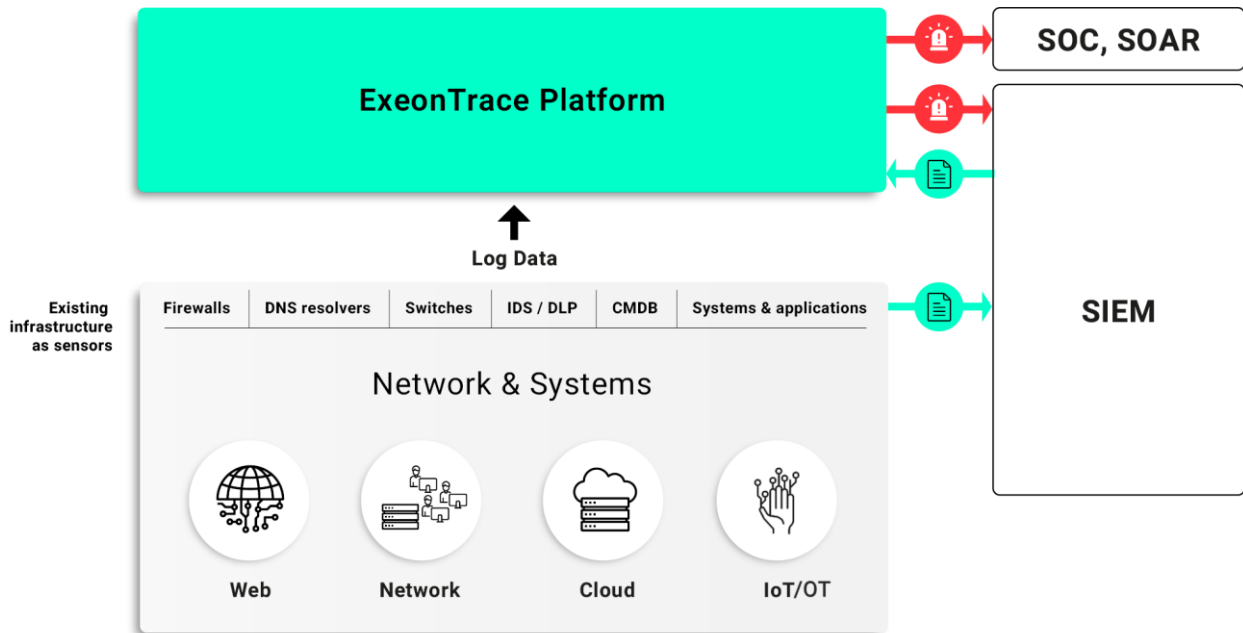 ExeonTrace Platform
SOC, SOAR
SIEM
Log Data
Existing
infrastructure
as sensors
Firewalls
DNS resolvers
Switches
IDS / DLP
CMDB
Systems & applications
Network & Systems
Web
Network
Cloud
IoT/OT